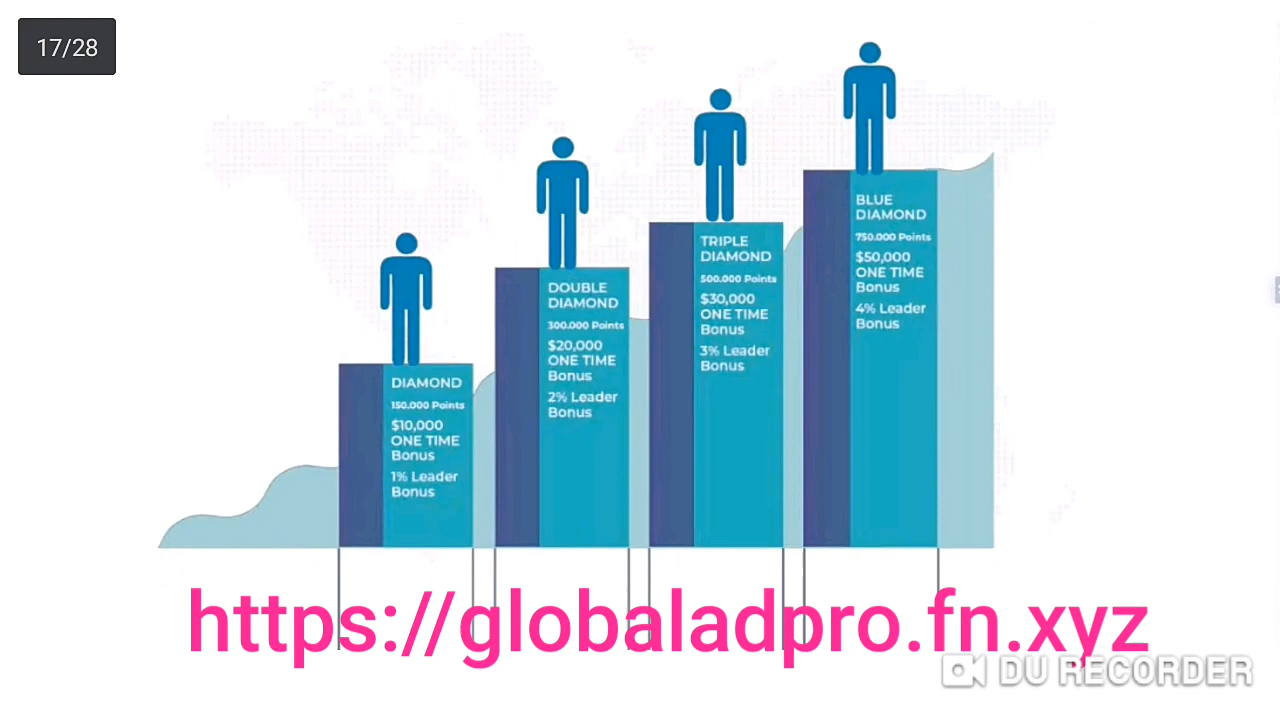 17/28
DIAMOND
150.000 Points
$10,000
ONE TIME
Bonus
1% Leader
Bonus
DOUBLE
DIAMOND
300.000 Points
$20,000
ONE TIME
Bonus
2% Leader
Bonus
TRIPLE
DIAMOND
500.000 Points
$30,000
ONE TIME
Bonus
3% Leader
Bonus
BLUE
DIAMOND
750.000 Points
$50,000
ONE TIME
Bonus
4% Leader
Bonus
https://globaladpro.fn.xyz
DU RECORDER